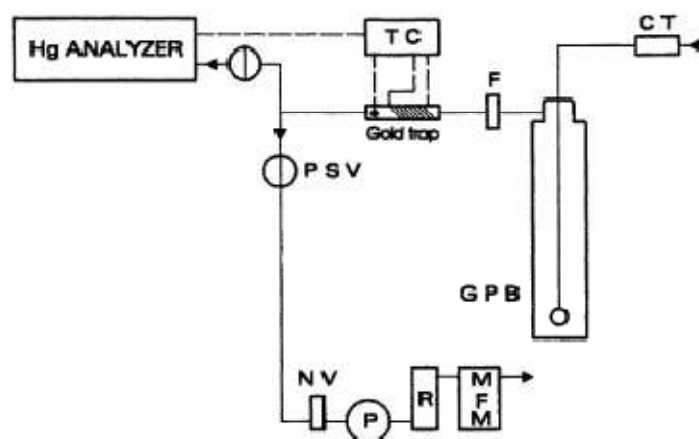 Hg ANALYZER
T C
C T
F
Gold trap
P S V
G P B
N V
P
R
M
F
M